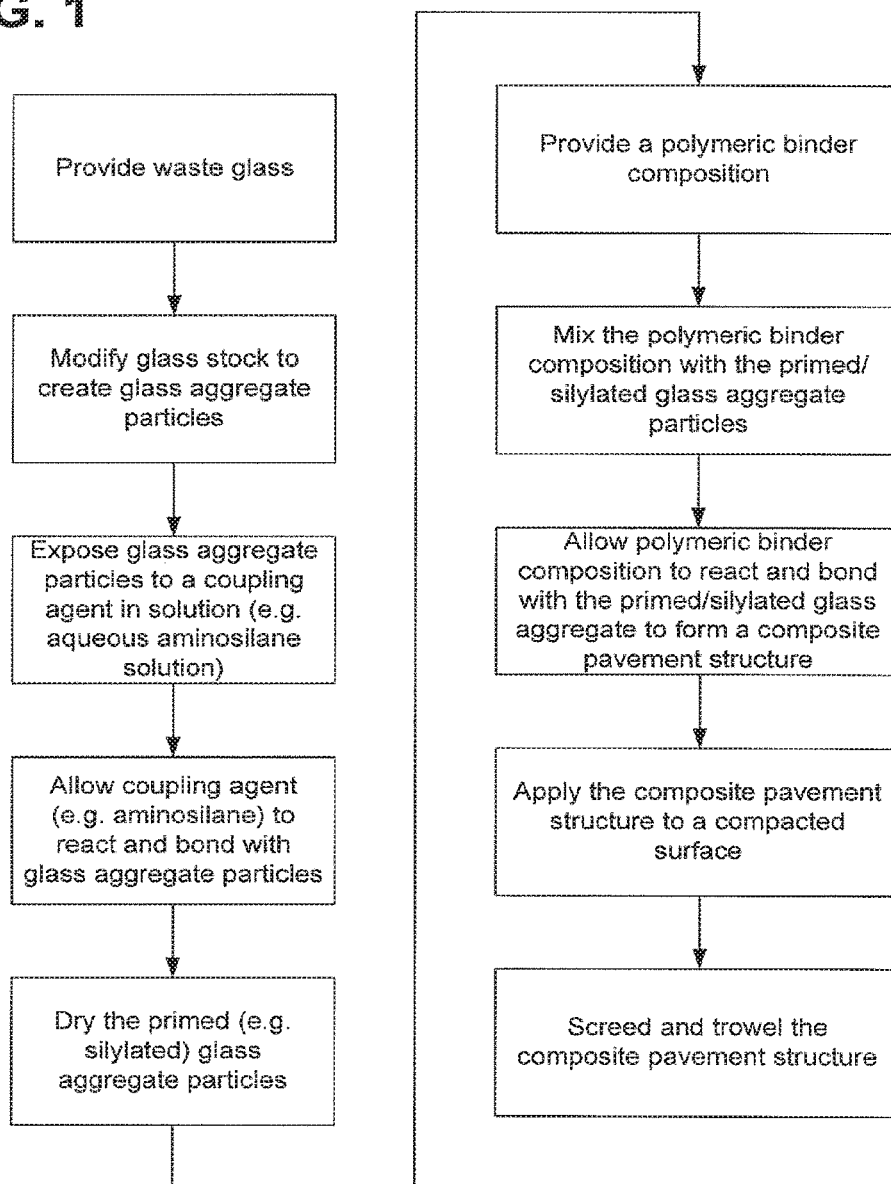 G. 1
Provide waste glass
Modify glass stock to
create glass aggregate
particles
Expose glass aggregate
particles to a coupling
agent in solution (e.g.
aqueous aminosilane
solution)
Allow coupling agent
(e.g. aminosilane) to
react and bond with
glass aggregate particles
Dry the primed (e.g.
silylated) glass
aggregate particles
Provide a polymeric binder
composition
Mix the polymeric binder
composition with the primed/
silylated glass aggregate
particles
Allow polymeric binder
composition to react and bond
with the primed/silylated glass
aggregate to form a composite
pavement structure
Apply the composite pavement
structure to a compacted
surface
Screed and trowel the
composite pavement structure